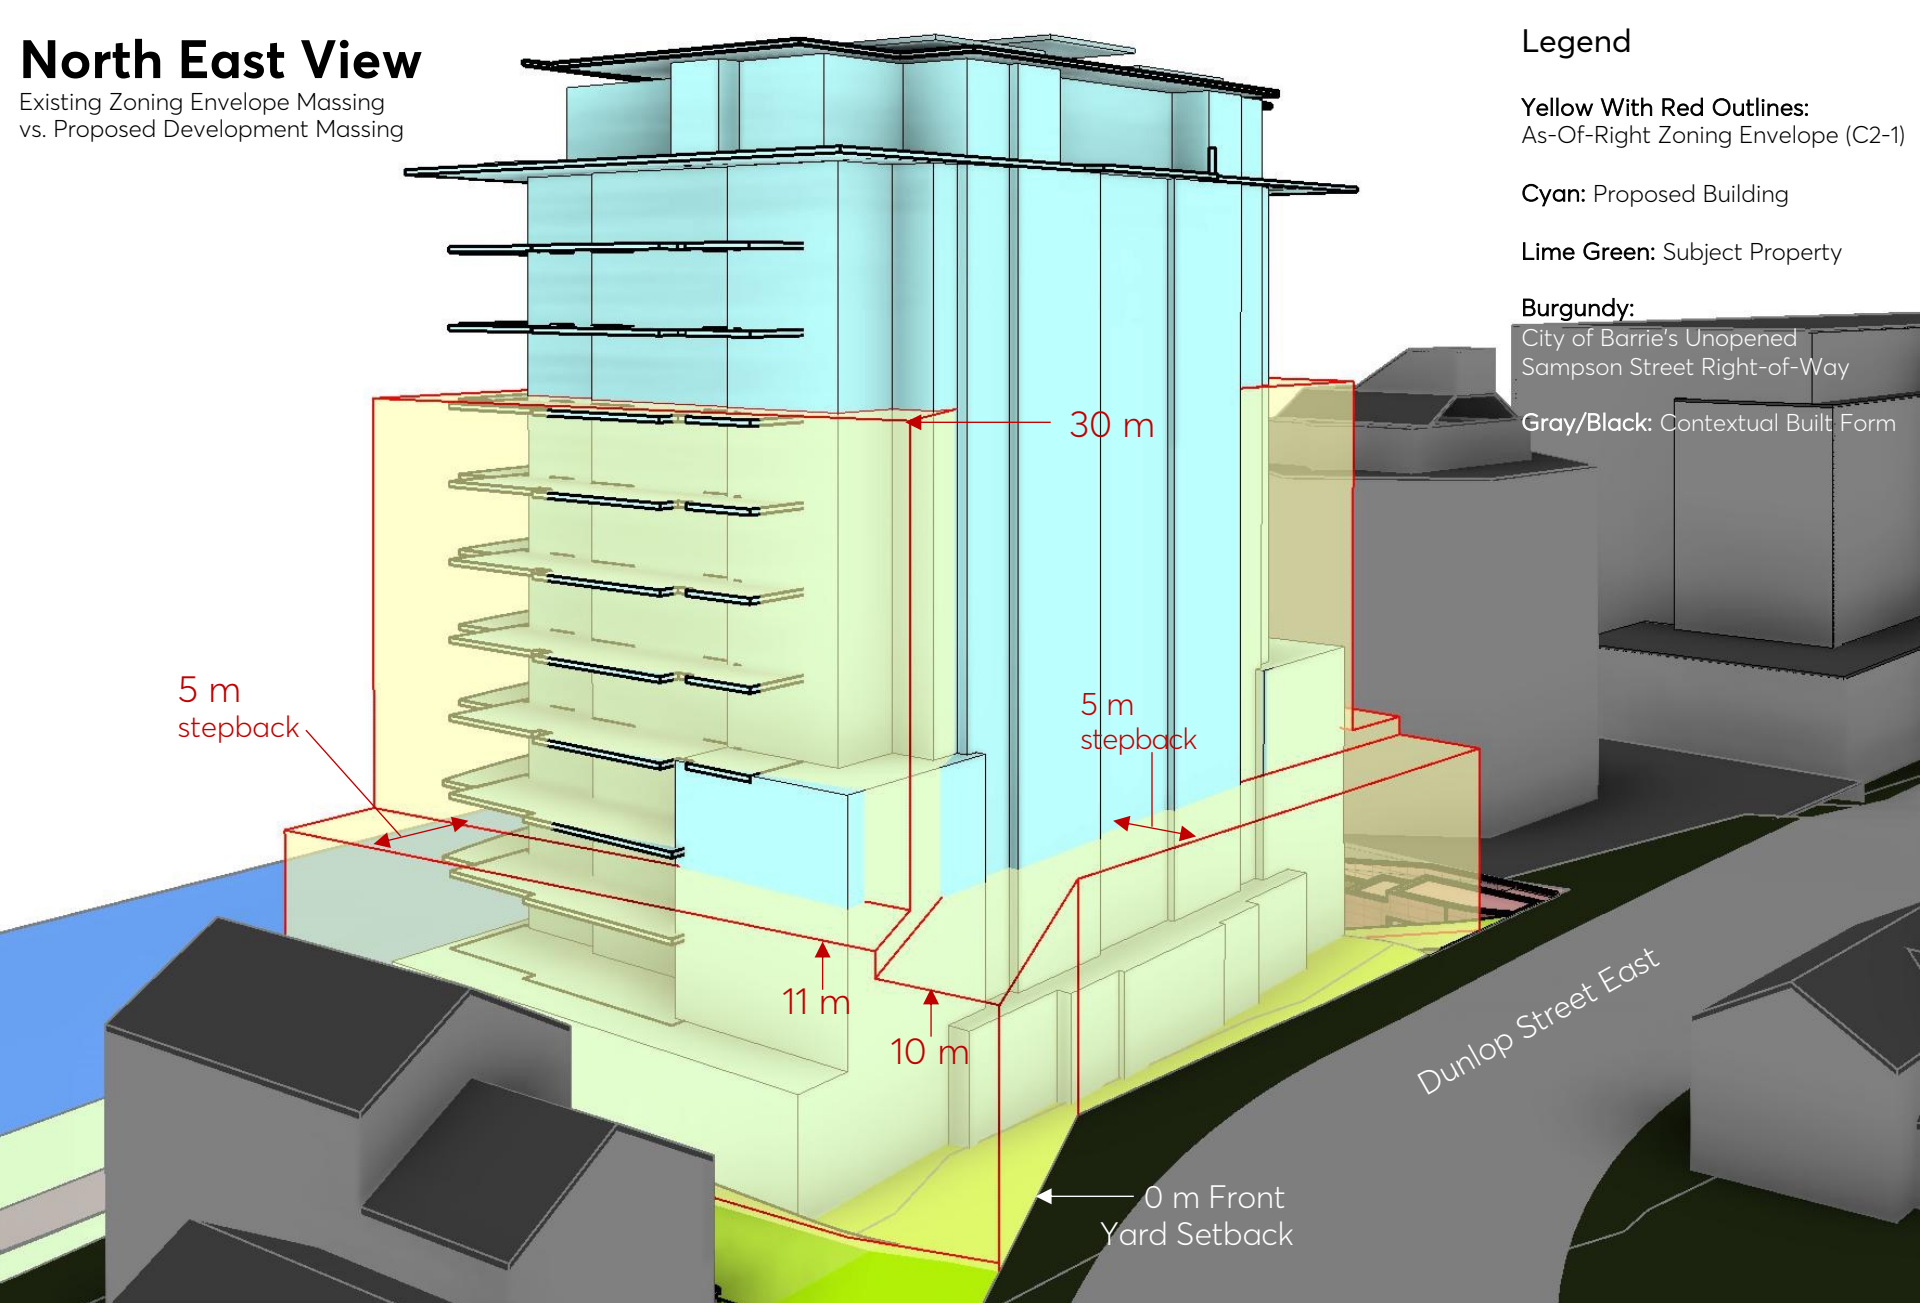 North East View
Existing Zoning Envelope Massing
vs. Proposed Development Massing
Legend
Yellow With Red Outlines:
As-Of-Right Zoning Envelope (C2-1)
Cyan: Proposed Building
Lime Green: Subject Property
Burgundy:
City of Barrie's Unopened
Sampson Street Right-of-Way
Gray/Black: Contextual Built Form
30 m
5 m
stepback
5 m
stepback
11 m
10 m
Dunlop Street East
0 m Front
Yard Setback